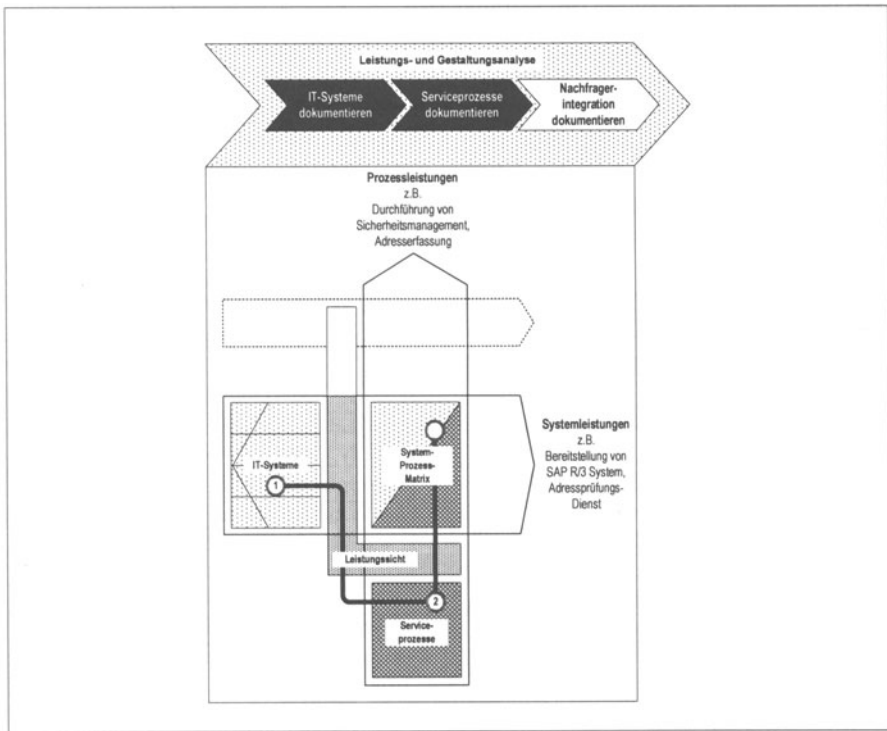 Leistungs- und Gestaltungsanalyse
IT-Systeme
dokumentieren
Serviceprozesse
dokumentieren
Nachfrager-
integration
dokumentieren
Prozessleistungen
z.B.
Durchführung von
Sicherheitsmanagement,
Adresserfassung
IT-Systeme
1
System-
Prozess-
Matrix
Systemleistungen
z.B.
Bereitstellung von
SAP R/3 System,
Adressprüfungs-
Dienst
Leistungssicht
2
Service-
prozesse